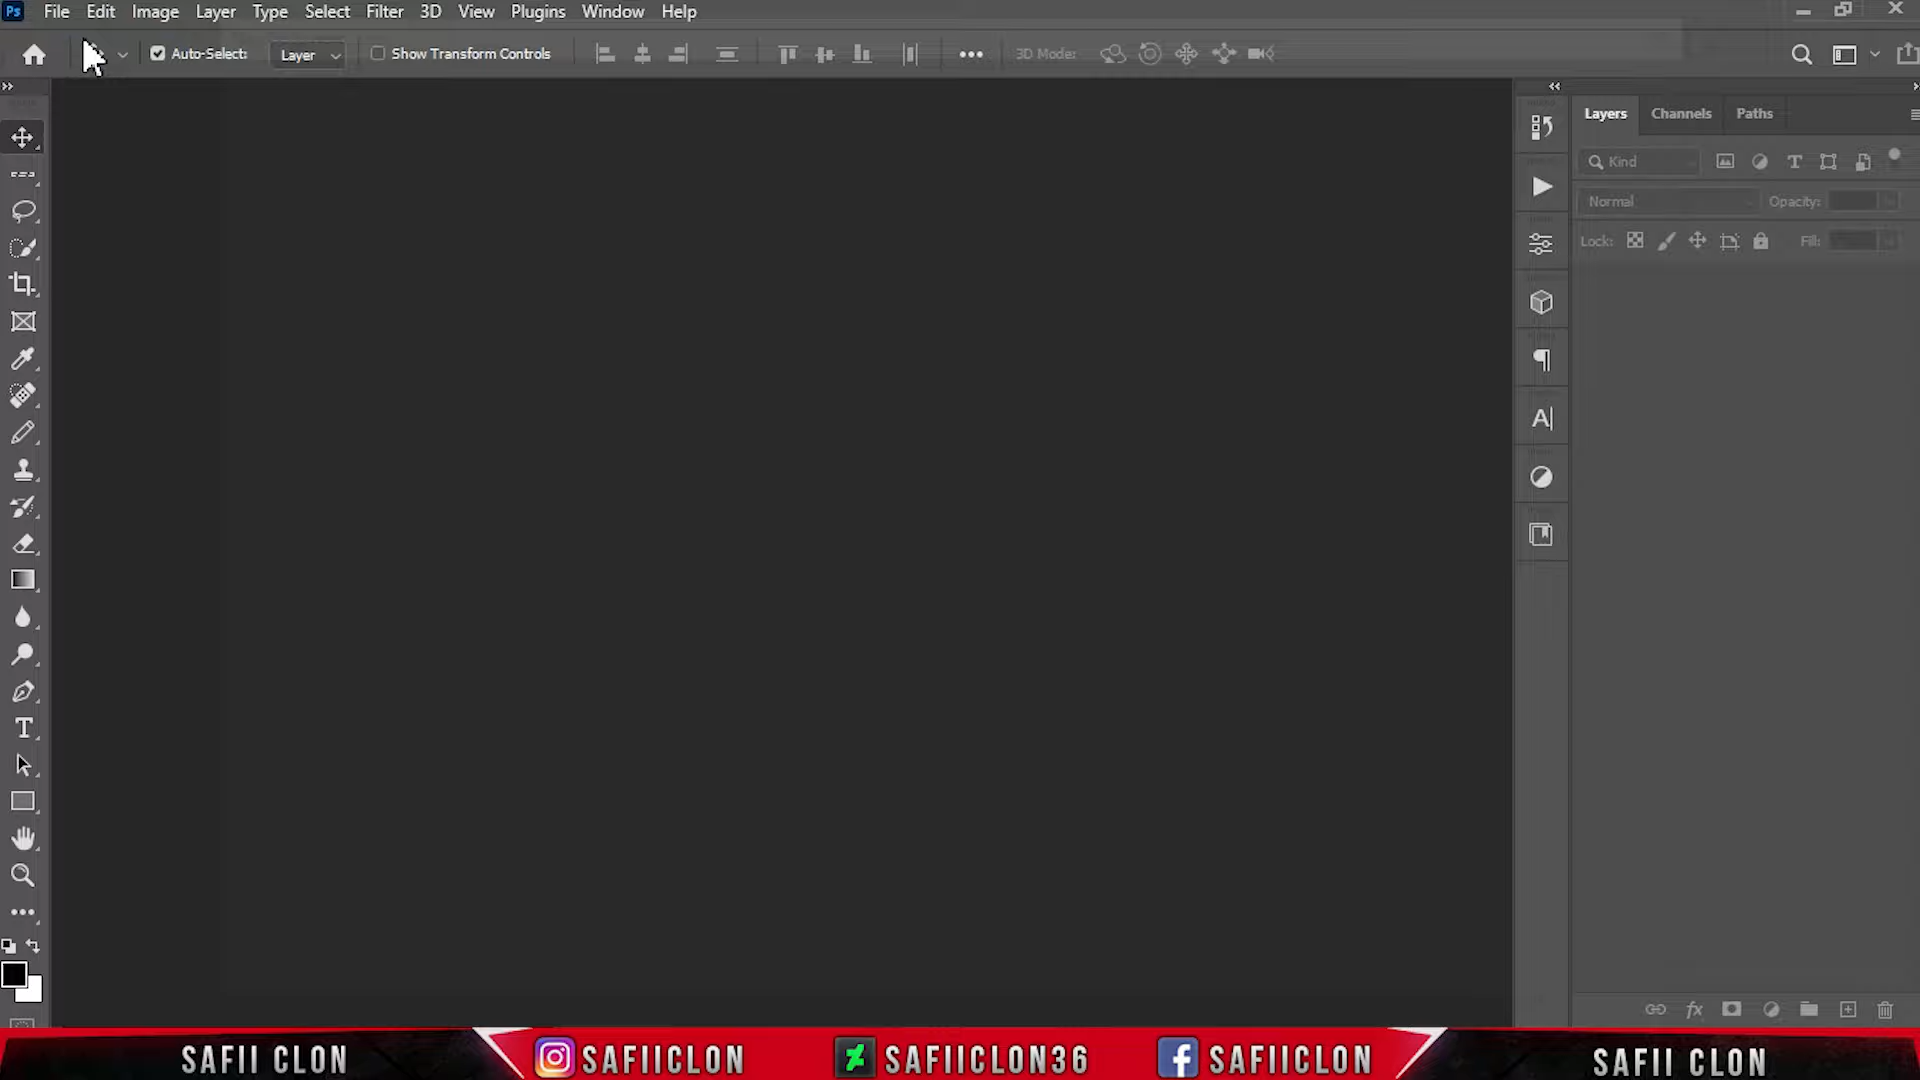 Ps File Edit Image Layer Type Select Filter 3D View Plugins Window Help
Auto-Select: Layer Show Transform Controls 3D Mode:
Layers Channels Paths
Kind
Normal Opacity:
Lock: Fill:
SAFII CLON SAFIICLON SAFIICLON36 SAFIICLON SAFII CLON